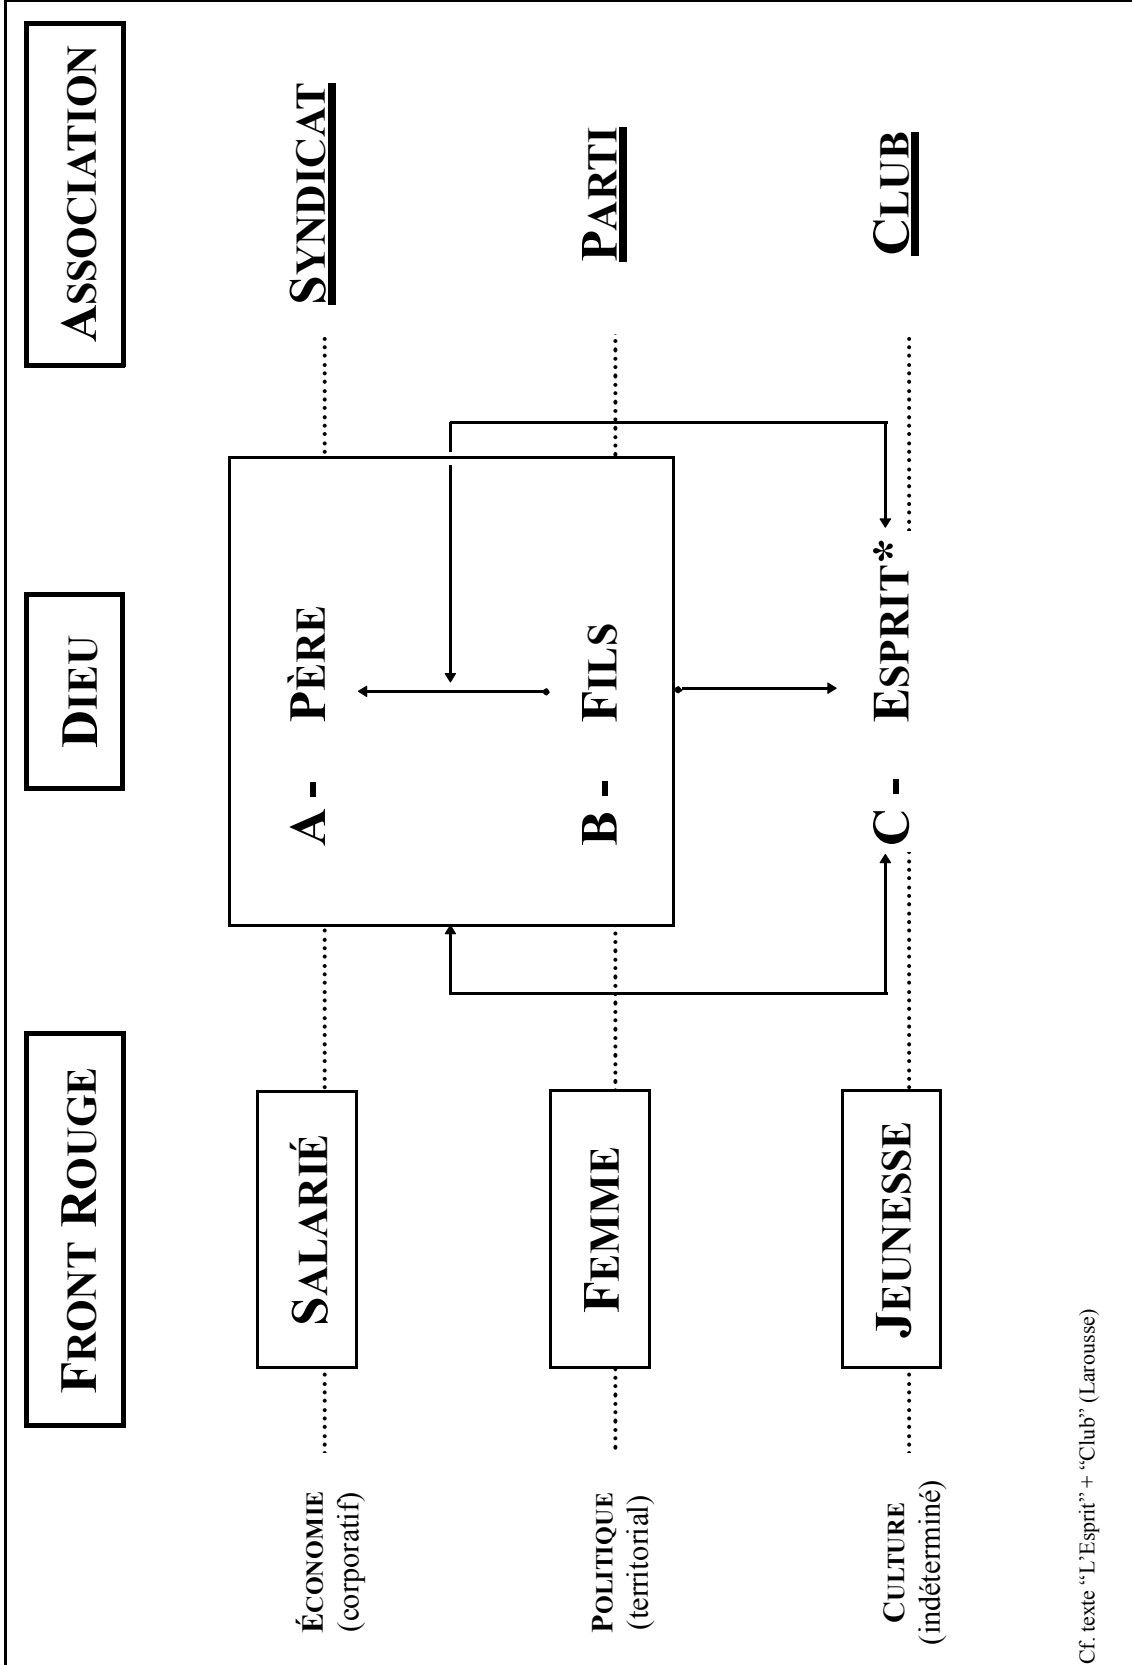 FRONT ROUGE
DIEU
ASSOCIATION
ÉCONOMIE
(corporatif)
SALARIÉ
A - PÈRE
SYNDICAT
POLITIQUE
(territorial)
FEMME
B - FILS
PARTI
CULTURE
(indéterminé)
JEUNESSE
C - ESPRIT*
CLUB
Cf. texte “L’Esprit” + “Club” (Larousse)